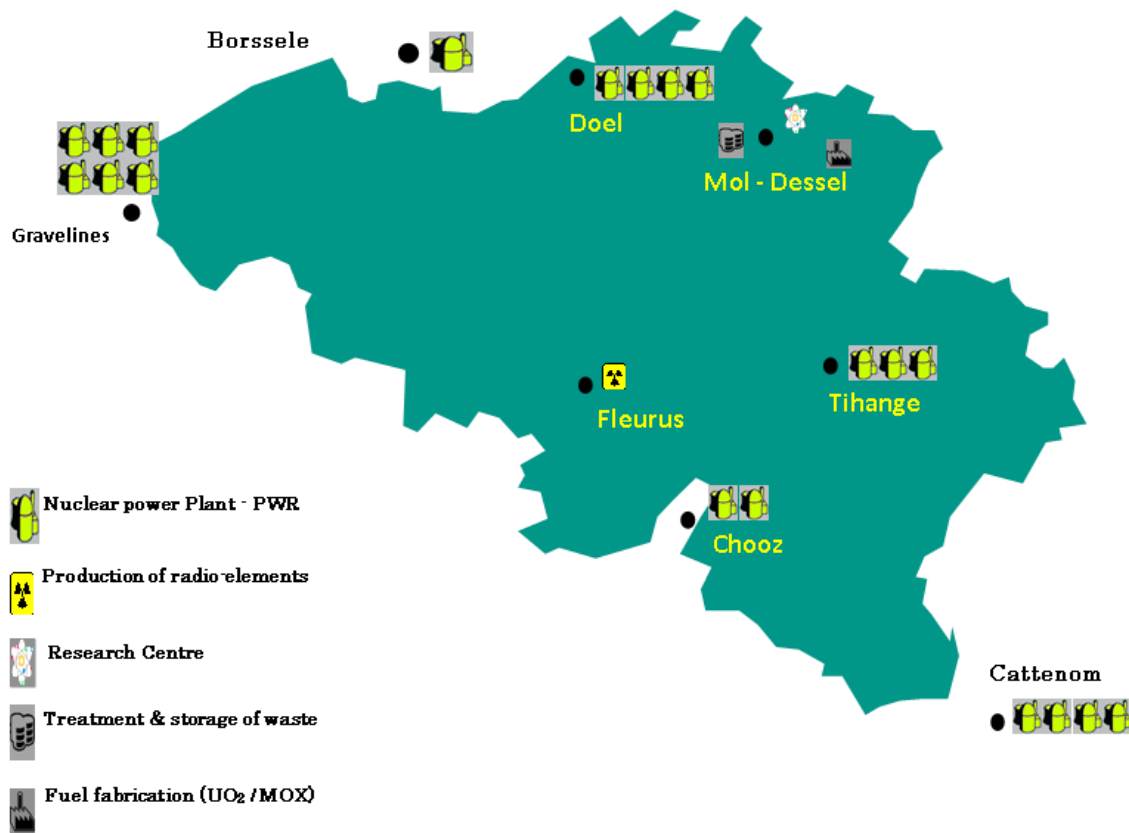 Borssele
Doel
Mol - Dessel
Gravelines
Fleurus
Tihange
Chooz
Cattenom
Nuclear power Plant - PWR
Production of radio-elements
Research Centre
Treatment & storage of waste
Fuel fabrication (UO₂ / MOX)